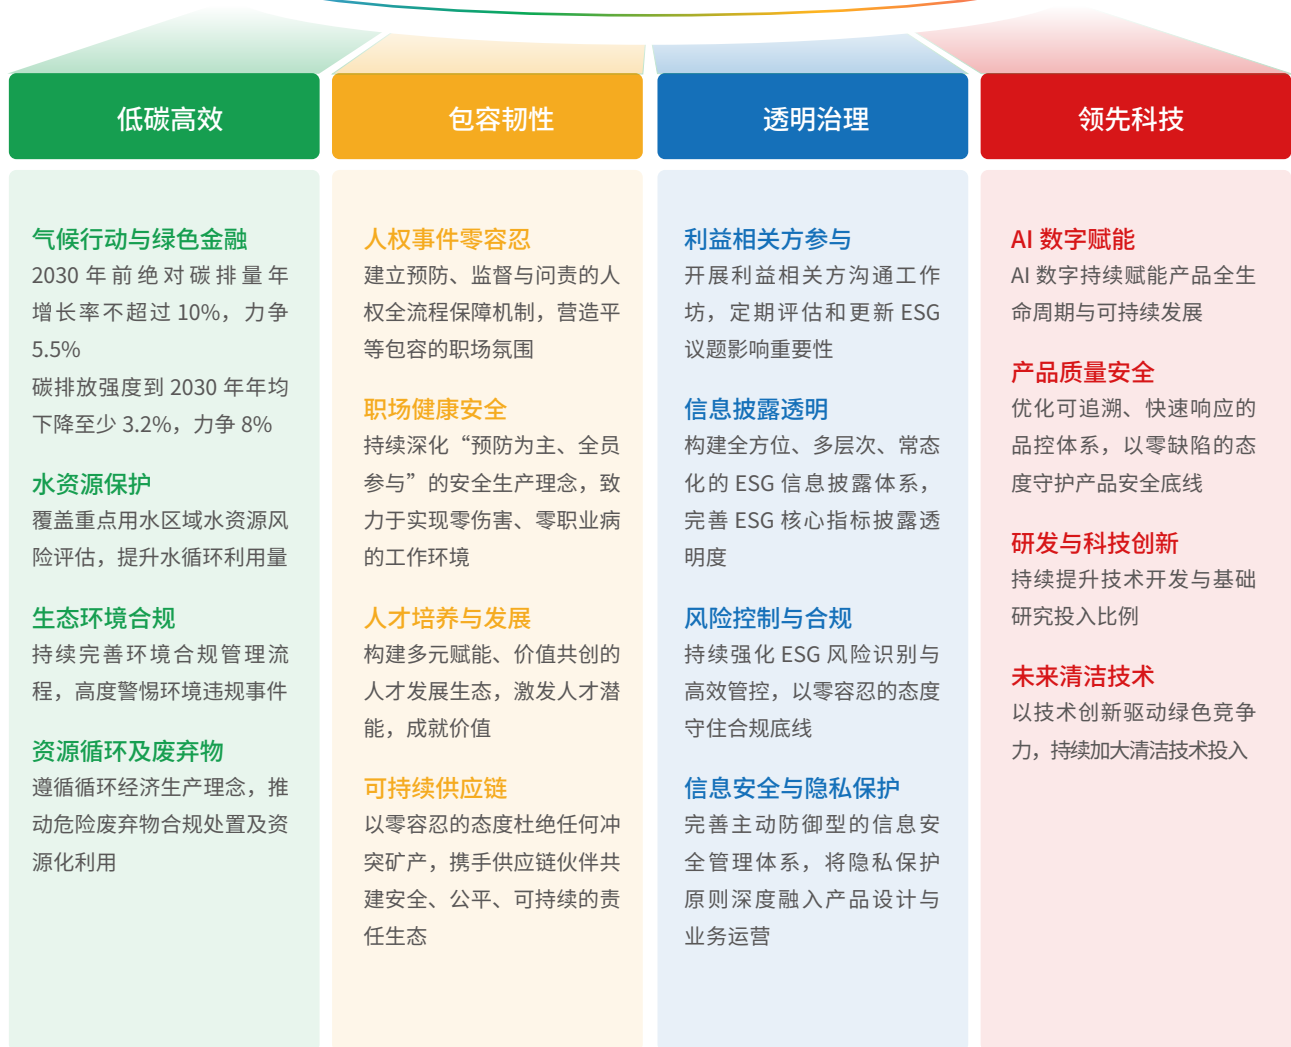 低碳高效
气候行动与绿色金融
2030 年前绝对碳排量年
增长率不超过 10%，力争
5.5%
碳排放强度到 2030 年年均
下降至少 3.2%，力争 8%
水资源保护
覆盖重点用水区域水资源风
险评估，提升水循环利用量
生态环境合规
持续完善环境合规管理流
程，高度警惕环境违规事件
资源循环及废弃物
遵循循环经济生产理念，推
动危险废弃物合规处置及资
源化利用
包容韧性
人权事件零容忍
建立预防、监督与问责的人
权全流程保障机制，营造平
等包容的职场氛围
职场健康安全
持续深化“预防为主、全员
参与”的安全生产理念，致
力于实现零伤害、零职业病
的工作环境
人才培养与发展
构建多元赋能、价值共创的
人才发展生态，激发人才潜
能，成就价值
可持续供应链
以零容忍的态度杜绝任何冲
突矿产，携手供应链伙伴共
建安全、公平、可持续的责
任生态
透明治理
利益相关方参与
开展利益相关方沟通工作
坊，定期评估和更新 ESG
议题影响重要性
信息披露透明
构建全方位、多层次、常态
化的 ESG 信息披露体系，
完善 ESG 核心指标披露透
明度
风险控制与合规
持续强化 ESG 风险识别与
高效管控，以零容忍的态度
守住合规底线
信息安全与隐私保护
完善主动防御型的信息安
全管理体系，将隐私保护
原则深度融入产品设计与
业务运营
领先科技
AI 数字赋能
AI 数字持续赋能产品全生
命周期与可持续发展
产品质量安全
优化可追溯、快速响应的
品控体系，以零缺陷的态
度守护产品安全底线
研发与科技创新
持续提升技术开发与基础
研究投入比例
未来清洁技术
以技术创新驱动绿色竞争
力，持续加大清洁技术投入